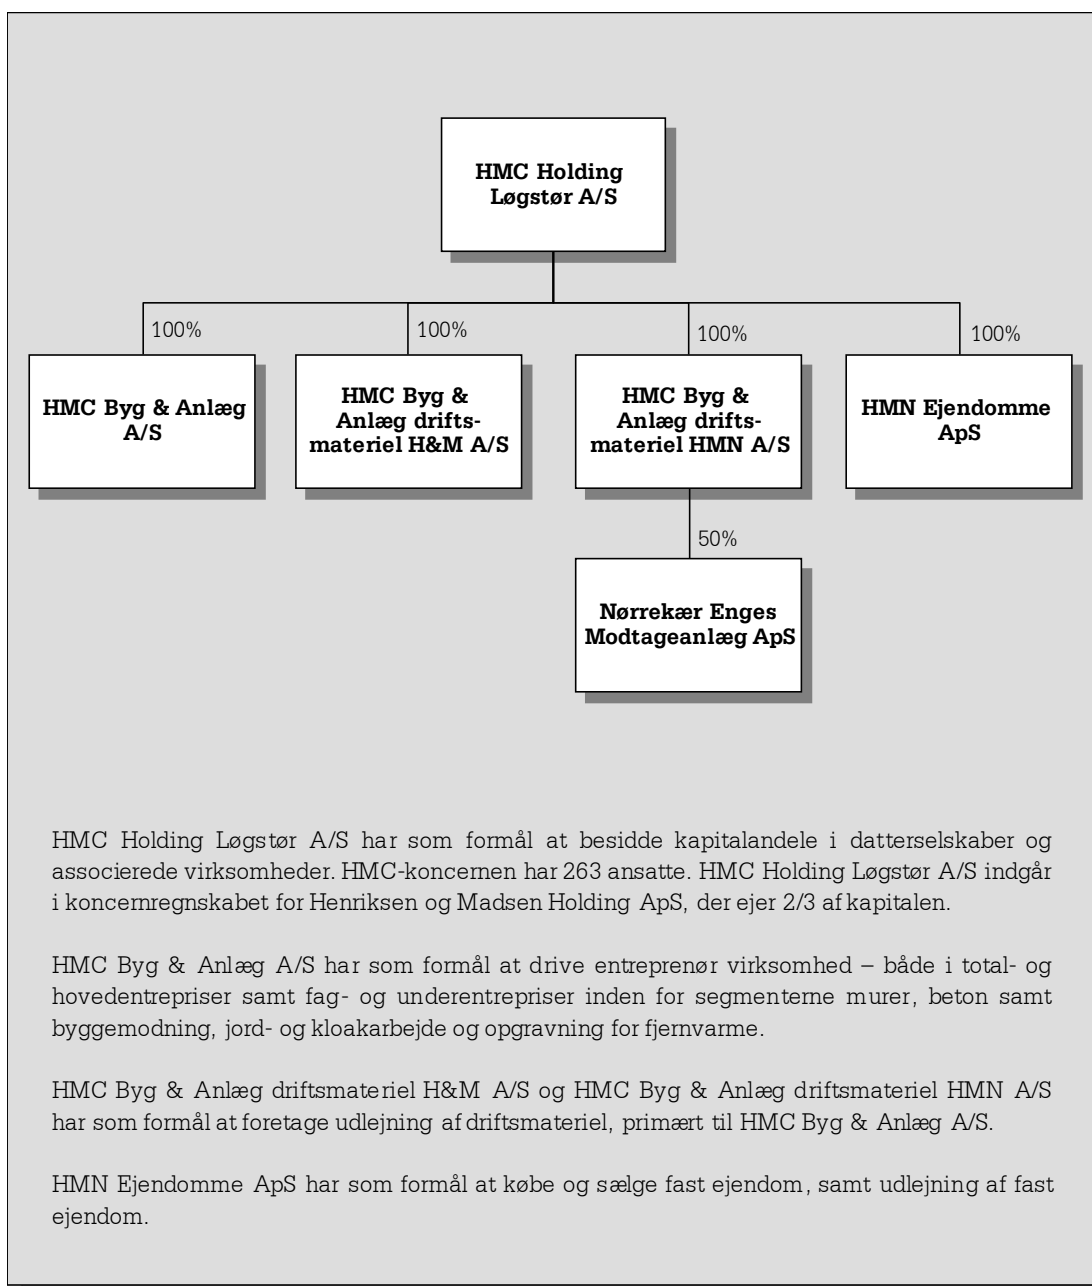 HMC Holding
Løgstør A/S
100%
100%
100%
100%
HMC Byg & Anlæg
A/S
HMC Byg &
Anlæg drifts-
materiel H&M A/S
HMC Byg &
Anlæg drifts-
materiel HMN A/S
HMN Ejendomme
ApS
50%
Nørrekær Enges
Modtageanlæg ApS
HMC Holding Løgstør A/S har som formål at besidde kapitalandele i datterselskaber og
associerede virksomheder. HMC-koncernen har 263 ansatte. HMC Holding Løgstør A/S indgår
i koncernregnskabet for Henriksen og Madsen Holding ApS, der ejer 2/3 af kapitalen.
HMC Byg & Anlæg A/S har som formål at drive entreprenør virksomhed – både i total- og
hovedentrepriser samt fag- og underentrepriser inden for segmenterne murer, beton samt
byggemodning, jord- og kloakarbejde og opgravning for fjernvarme.
HMC Byg & Anlæg driftsmateriel H&M A/S og HMC Byg & Anlæg driftsmateriel HMN A/S
har som formål at foretage udlejning af driftsmateriel, primært til HMC Byg & Anlæg A/S.
HMN Ejendomme ApS har som formål at købe og sælge fast ejendom, samt udlejning af fast
ejendom.